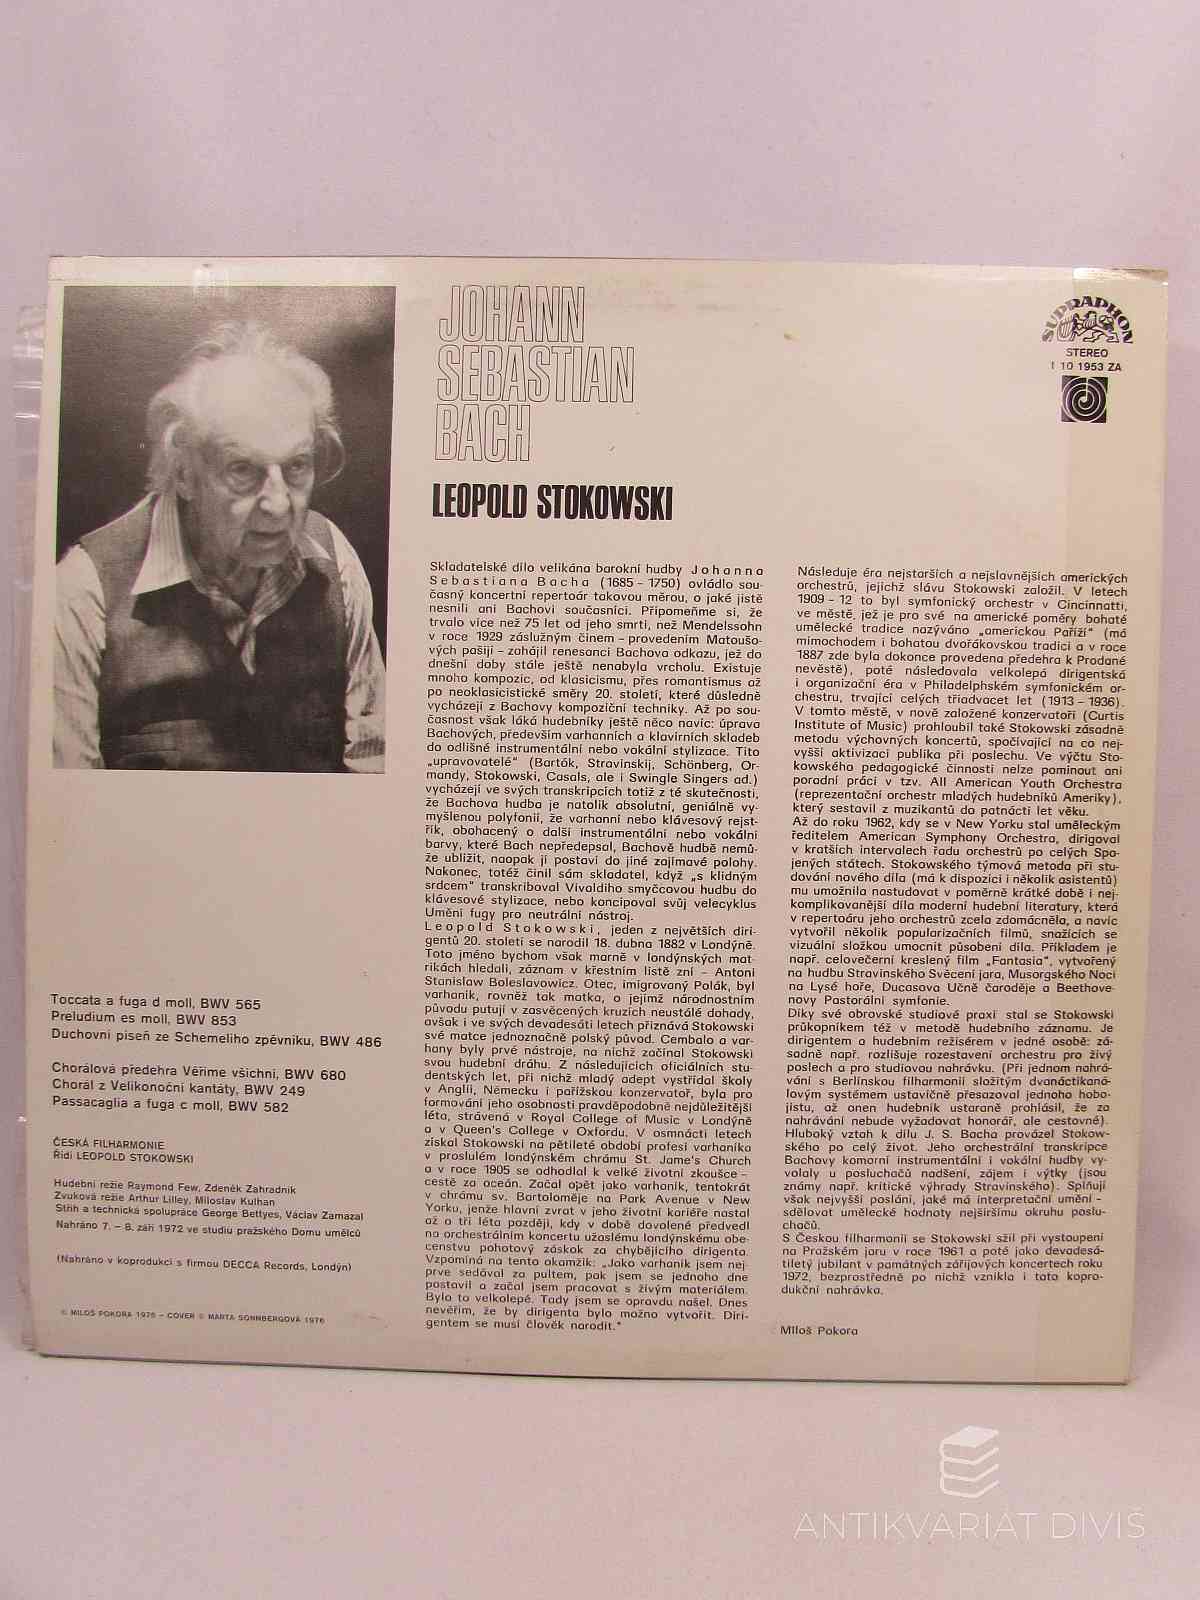 JOHANN
SEBASTIAN
BACH
LEOPOLD STOKOWSKI
SUPRAPHON
STEREO
1 10 1953 ZA
Skladatelské dílo velikána barokní hudby Johanna
Sebastiana Bacha (1685 – 1750) ovládlo sou-
časný koncertní repertoár takovou měrou, o jaké jistě
nesnili ani Bachovi současníci. Připomeňme si, že
trvalo více než 75 let od jeho smrti, než Mendelssohn
v roce 1929 záslužným činem – provedením Matoušo-
vých pašijí – zahájil renesanci Bachova odkazu, jež do
dnešní doby stále ještě nenabyla vrcholu. Existuje
mnoho kompozic, od klasicismu, přes romantismus až
po neoklasicistické směry 20. století, které důsledně
vycházejí z Bachovy kompoziční techniky. Až po sou-
časnost však láká hudebníky ještě něco navíc: úprava
Bachových, především varhanních a klavírních skladeb
do odlišné instrumentální nebo vokální stylizace. Tito
„upravovatelé“ (Bartók, Stravinskij, Schönberg, Or-
mandy, Stokowski, Casals, ale i Swingle Singers ad.)
vycházejí ve svých transkripcích totiž z té skutečnosti,
že Bachova hudba je natolik absolutní, geniálně vy-
myšlenou polyfonií, že varhanní nebo klávesový rejst-
řík, obohacený o další instrumentální nebo vokální
barvy, které Bach nepředepsal, Bachově hudbě nemů-
že ublížit, naopak jí postaví do jiné zajímavé polohy.
Nakonec, totéž činil sám skladatel, když „s klidným
srdcem“ transkriboval Vivaldiho smyčcovou hudbu do
klávesové stylizace, nebo koncipoval svůj velecyklus
Umění fugy pro neutrální nástroj.
Leopold Stokowski, jeden z největších diri-
gentů 20. století se narodil 18. dubna 1882 v Londýně.
Toto jméno bychom však marně v londýnských mat-
rikách hledali, záznam v křestním listě zní – Antoni
Stanislaw Boleslavowicz. Otec, imigrovaný Polák, byl
varhaník, rovněž tak matka, o jejímž národnostním
původu putují v zasvěcených kruzích neustálé dohady,
avšak i ve svých devadesáti letech přiznává Stokowski
své matce jednoznačně polský původ. Cembalo a var-
hany byly prvé nástroje, na nichž začínal Stokowski
svou hudební dráhu. Z následujících oficiálních stu-
dentských let, při nichž mladý adept vystřídal školy
v Anglii, Německu i pařížskou konzervatoř, byla pro
formování jeho osobnosti pravděpodobně nejdůležitější
léta, strávená v Royal College of Music v Londýně
a v Queen's College v Oxfordu. V osmnácti letech
získal Stokowski na pětileté období profesi varhaníka
v proslulém londýnském chrámu St. Jame's Church
a v roce 1905 se odhodlal k velké životní zkoušce –
cestě za oceán. Začal opět jako varhaník, tentokrát
v chrámu sv. Bartoloměje na Park Avenue v New
Yorku, jenže hlavní zvrat v jeho životní kariéře nastal
až o tři léta později, kdy v době dovolené předvedl
na orchestrálním koncertu užaslému londýnskému obe-
censtvu pohotový záskok za chybějícího dirigenta.
Vzpomíná na tento okamžik: „Jako varhaník jsem nej-
prve sedával za pultem, pak jsem se jednoho dne
postavil a začal jsem pracovat s živým materiálem.
Bylo to velkolepé. Tady jsem se opravdu našel. Dnes
nevěřím, že by dirigenta bylo možno vytvořit. Diri-
gentem se musí člověk narodit.“
Následuje éra nejstarších a nejslavnějších amerických
orchestrů, jejichž slávu Stokowski založil. V letech
1909 – 12 to byl symfonický orchestr v Cincinnatti,
ve městě, jež je pro své na americké poměry bohaté
umělecké tradice nazýváno „americkou Paříží“ (má
mimochodem i bohatou dvořákovskou tradici a v roce
1887 zde byla dokonce provedena předehra k Prodané
nevěstě), poté následovala velkolepá dirigentská
i organizační éra v Philadelphském symfonickém or-
chestru, trvající celých třiadvacet let (1913 – 1936).
V tomto městě, v nově založené konzervatoři (Curtis
Institute of Music) prohloubil také Stokowski zásadně
metodu výchovných koncertů, spočívající na co nej-
vyšší aktivizaci publika při poslechu. Ve výčtu Sto-
kowského pedagogické činnosti nelze pominout ani
poradní práci v tzv. All American Youth Orchestra
(reprezentační orchestr mladých hudebníků Ameriky),
který sestavil z muzikantů do patnácti let věku.
Až do roku 1962, kdy se v New Yorku stal uměleckým
ředitelem American Symphony Orchestra, dirigoval
v kratších intervalech řadu orchestrů po celých Spo-
jených státech. Stokowského týmová metoda při stu-
dování nového díla (má k dispozici i několik asistentů)
mu umožnila nastudovat v poměrně krátké době i nej-
komplikovanější díla moderní hudební literatury, která
v repertoáru jeho orchestrů zcela zdomácněla, a navíc
vytvořil několik popularizačních filmů, snažících se
vizuální složkou umocnit působení díla. Příkladem je
např. celovečerní kreslený film „Fantasia“, vytvořený
na hudbu Stravinského Svěcení jara, Musorgského Noci
na Lysé hoře, Ducasova Učně čaroděje a Beethove-
novy Pastorální symfonie.
Díky své obrovské studiové praxi stal se Stokowski
průkopníkem též v metodě hudebního záznamu. Je
dirigentem a hudebním režisérem v jedné osobě: zá-
sadně např. rozlišuje rozestavení orchestru pro živý
poslech a pro studiovou nahrávku. (Při jednom nahrá-
vání s Berlínskou filharmonií složitým dvanáctikaná-
lovým systémem ustavičně přesazoval jednoho hobo-
jistu, až onen hudebník ustaraně prohlásil, že za
nahrávání nebude vyžadovat honorář, ale cestovné).
Hluboký vztah k dílu J. S. Bacha provázel Stokow-
ského po celý život. Jeho orchestrální transkripce
Bachovy komorní instrumentální i vokální hudby vy-
volaly u posluchačů nadšení, zájem i výtky (jsou
známy např. kritické výhrady Stravinského). Splňují
však nejvyšší poslání, jaké má interpretační umění –
sdělovat umělecké hodnoty nejširšímu okruhu poslu-
chačů.
S Českou filharmonií se Stokowski sžil při vystoupení
na Pražském jaru v roce 1961 a poté jako devadesá-
tiletý jubilant v památných zářijových koncertech roku
1972, bezprostředně po nichž vznikla i tato kopro-
dukční nahrávka.
Miloš Pokora
Toccata a fuga d moll, BWV 565
Preludium es moll, BWV 853
Duchovní píseň ze Schemeliho zpěvníku, BWV 486
Chorálová předehra Věříme všichni, BWV 680
Chorál z Velikonoční kantáty, BWV 249
Passacaglia a fuga c moll, BWV 582
ČESKÁ FILHARMONIE
Řídí LEOPOLD STOKOWSKI
Hudební režie Raymond Few, Zdeněk Zahradník
Zvuková režie Arthur Lilley, Miloslav Kulhan
Střih a technická spolupráce George Bettyes, Václav Zamazal
Nahráno 7. – 8. září 1972 ve studiu pražského Domu umělců
(Nahráno v koprodukci s firmou DECCA Records, Londýn)
© MILOŠ POKORA 1976 – COVER © MARTA SONNBERGOVÁ 1976
ANTIKVARIÁT DIVIŠ